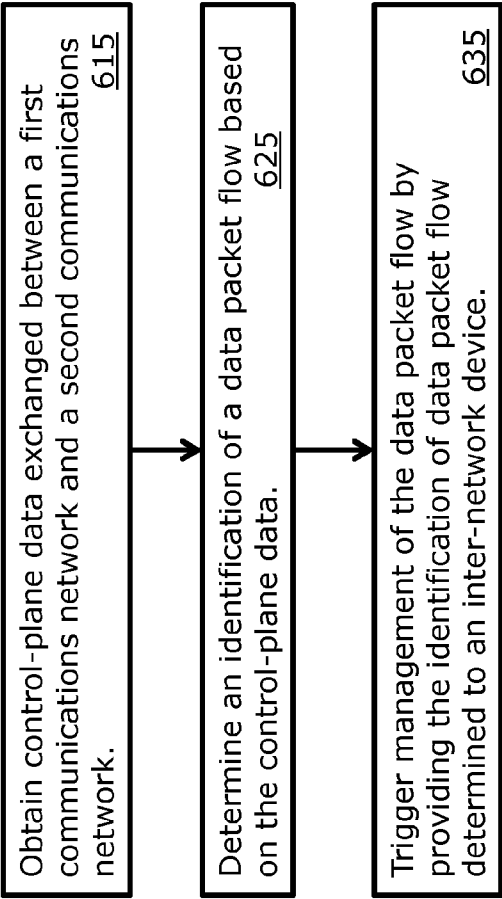 Obtain control-plane data exchanged between a first
communications network and a second communications
network. 615
Determine an identification of a data packet flow based
on the control-plane data. 625
Trigger management of the data packet flow by
providing the identification of data packet flow
determined to an inter-network device. 635